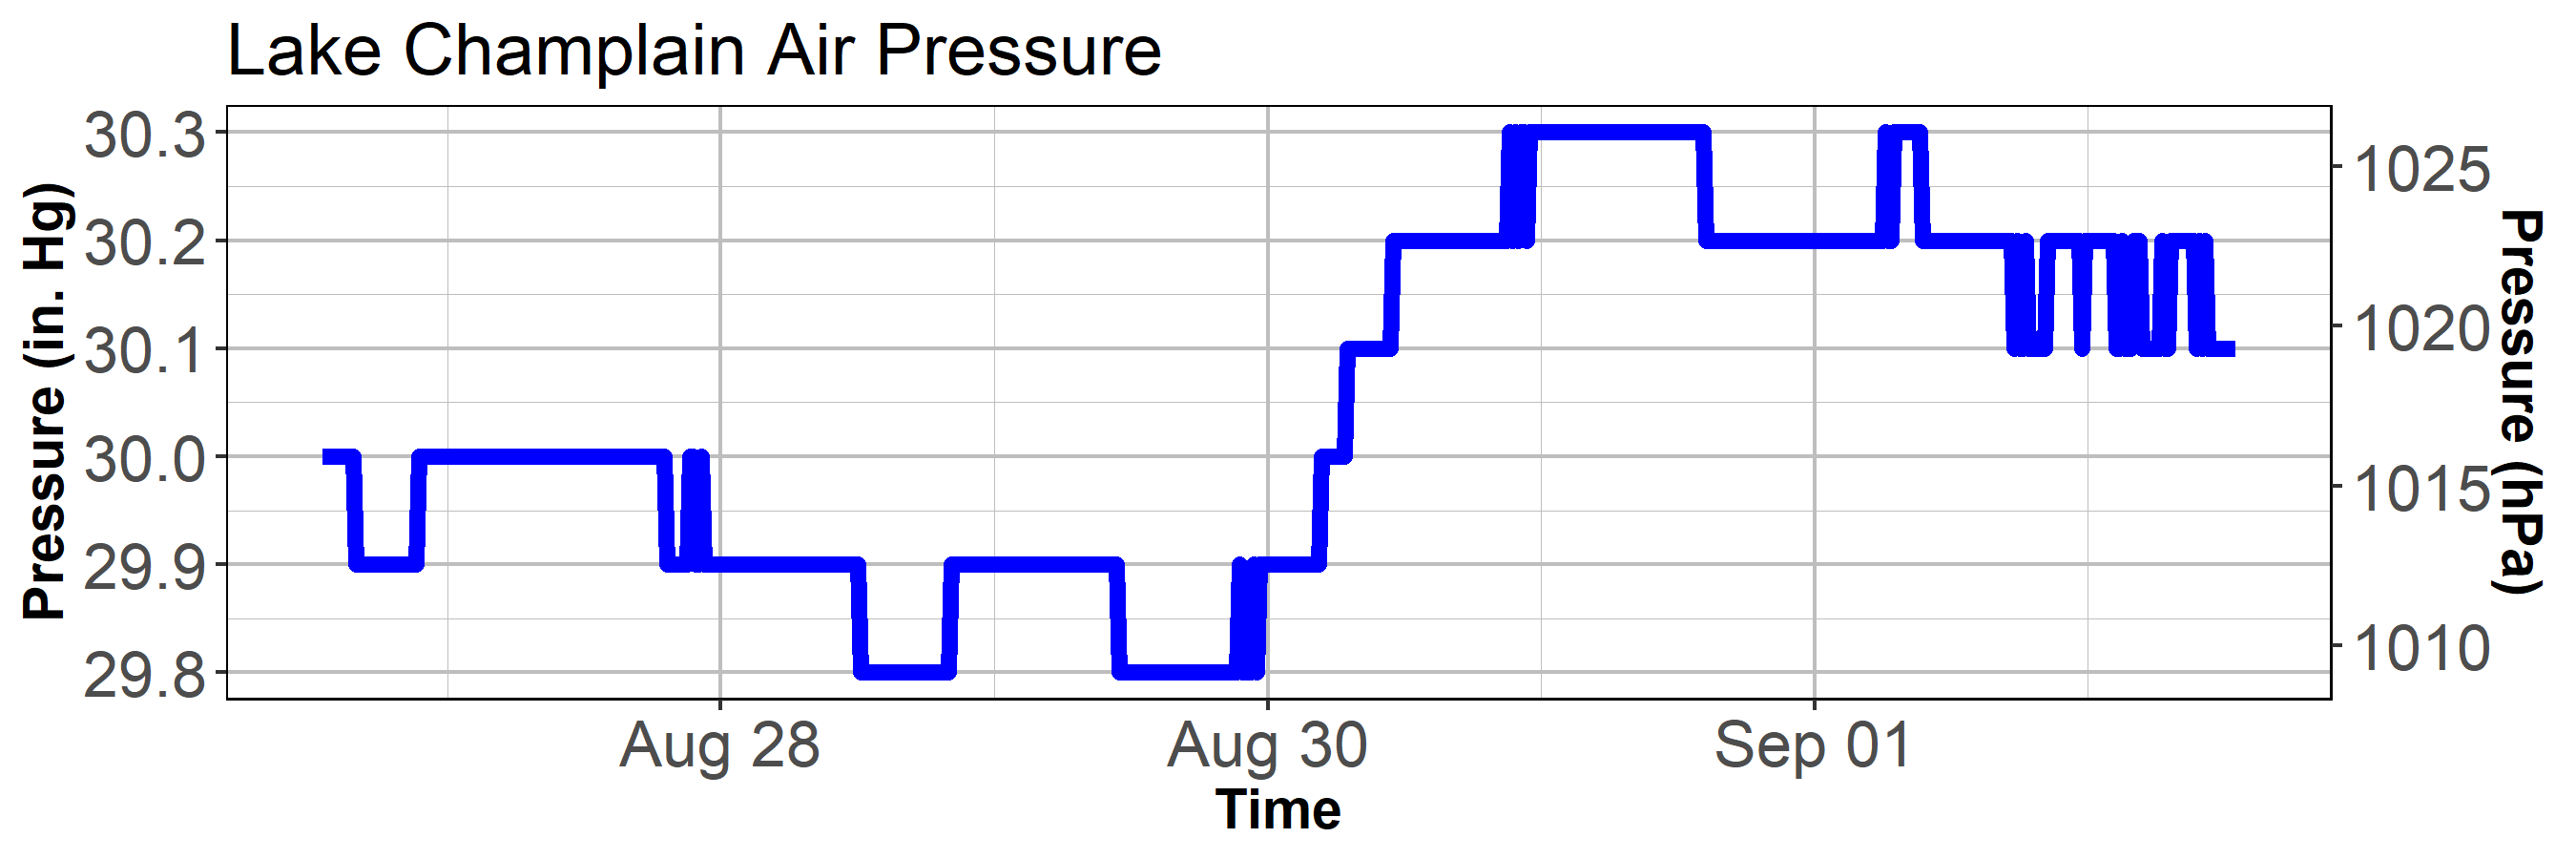 Lake Champlain Air Pressure
Pressure (in. Hg)
30.3
30.2
30.1
30.0
29.9
29.8
1025
1020
1015
1010
Pressure (hPa)
Aug 28
Aug 30
Sep 01
Time